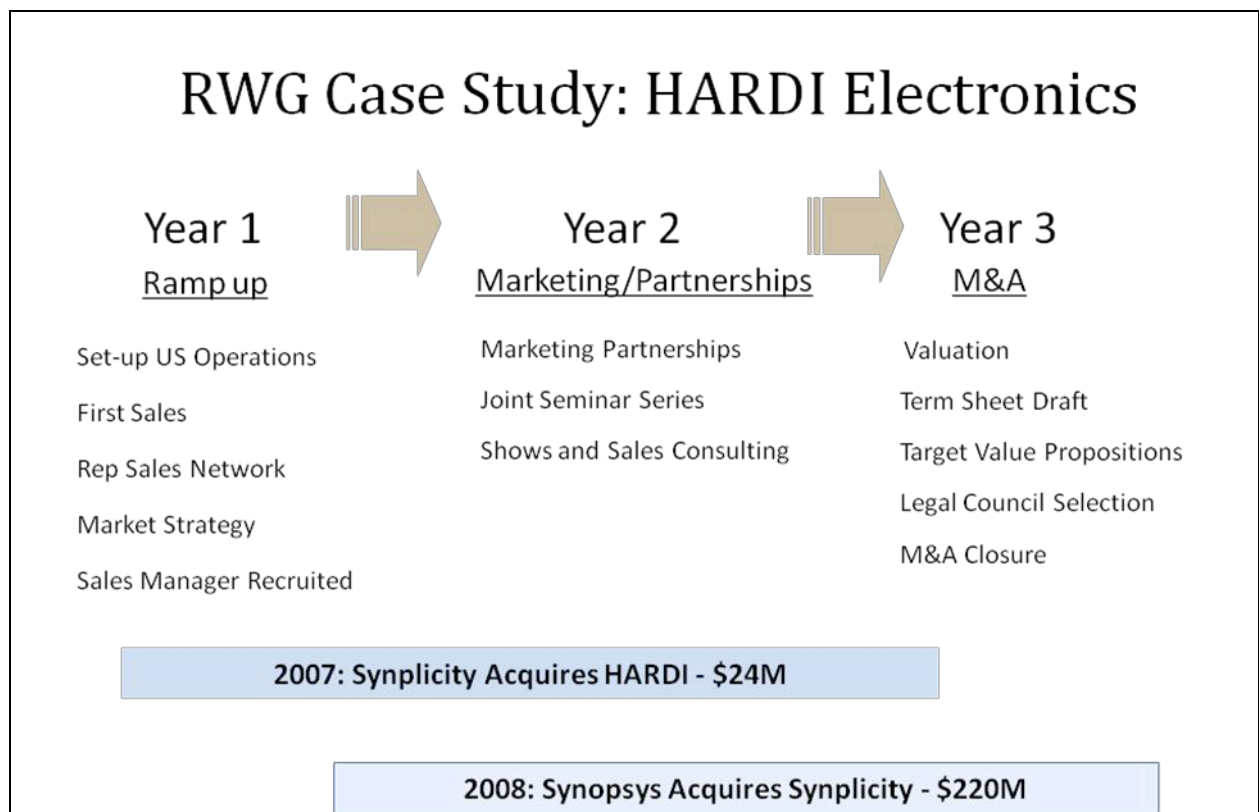 RWG Case Study: HARDI Electronics
Year 1
Ramp up
Set-up US Operations
First Sales
Rep Sales Network
Market Strategy
Sales Manager Recruited
Year 2
Marketing/Partnerships
Marketing Partnerships
Joint Seminar Series
Shows and Sales Consulting
Year 3
M&A
Valuation
Term Sheet Draft
Target Value Propositions
Legal Council Selection
M&A Closure
2007: Synplicity Acquires HARDI - $24M
2008: Synopsys Acquires Synplicity - $220M